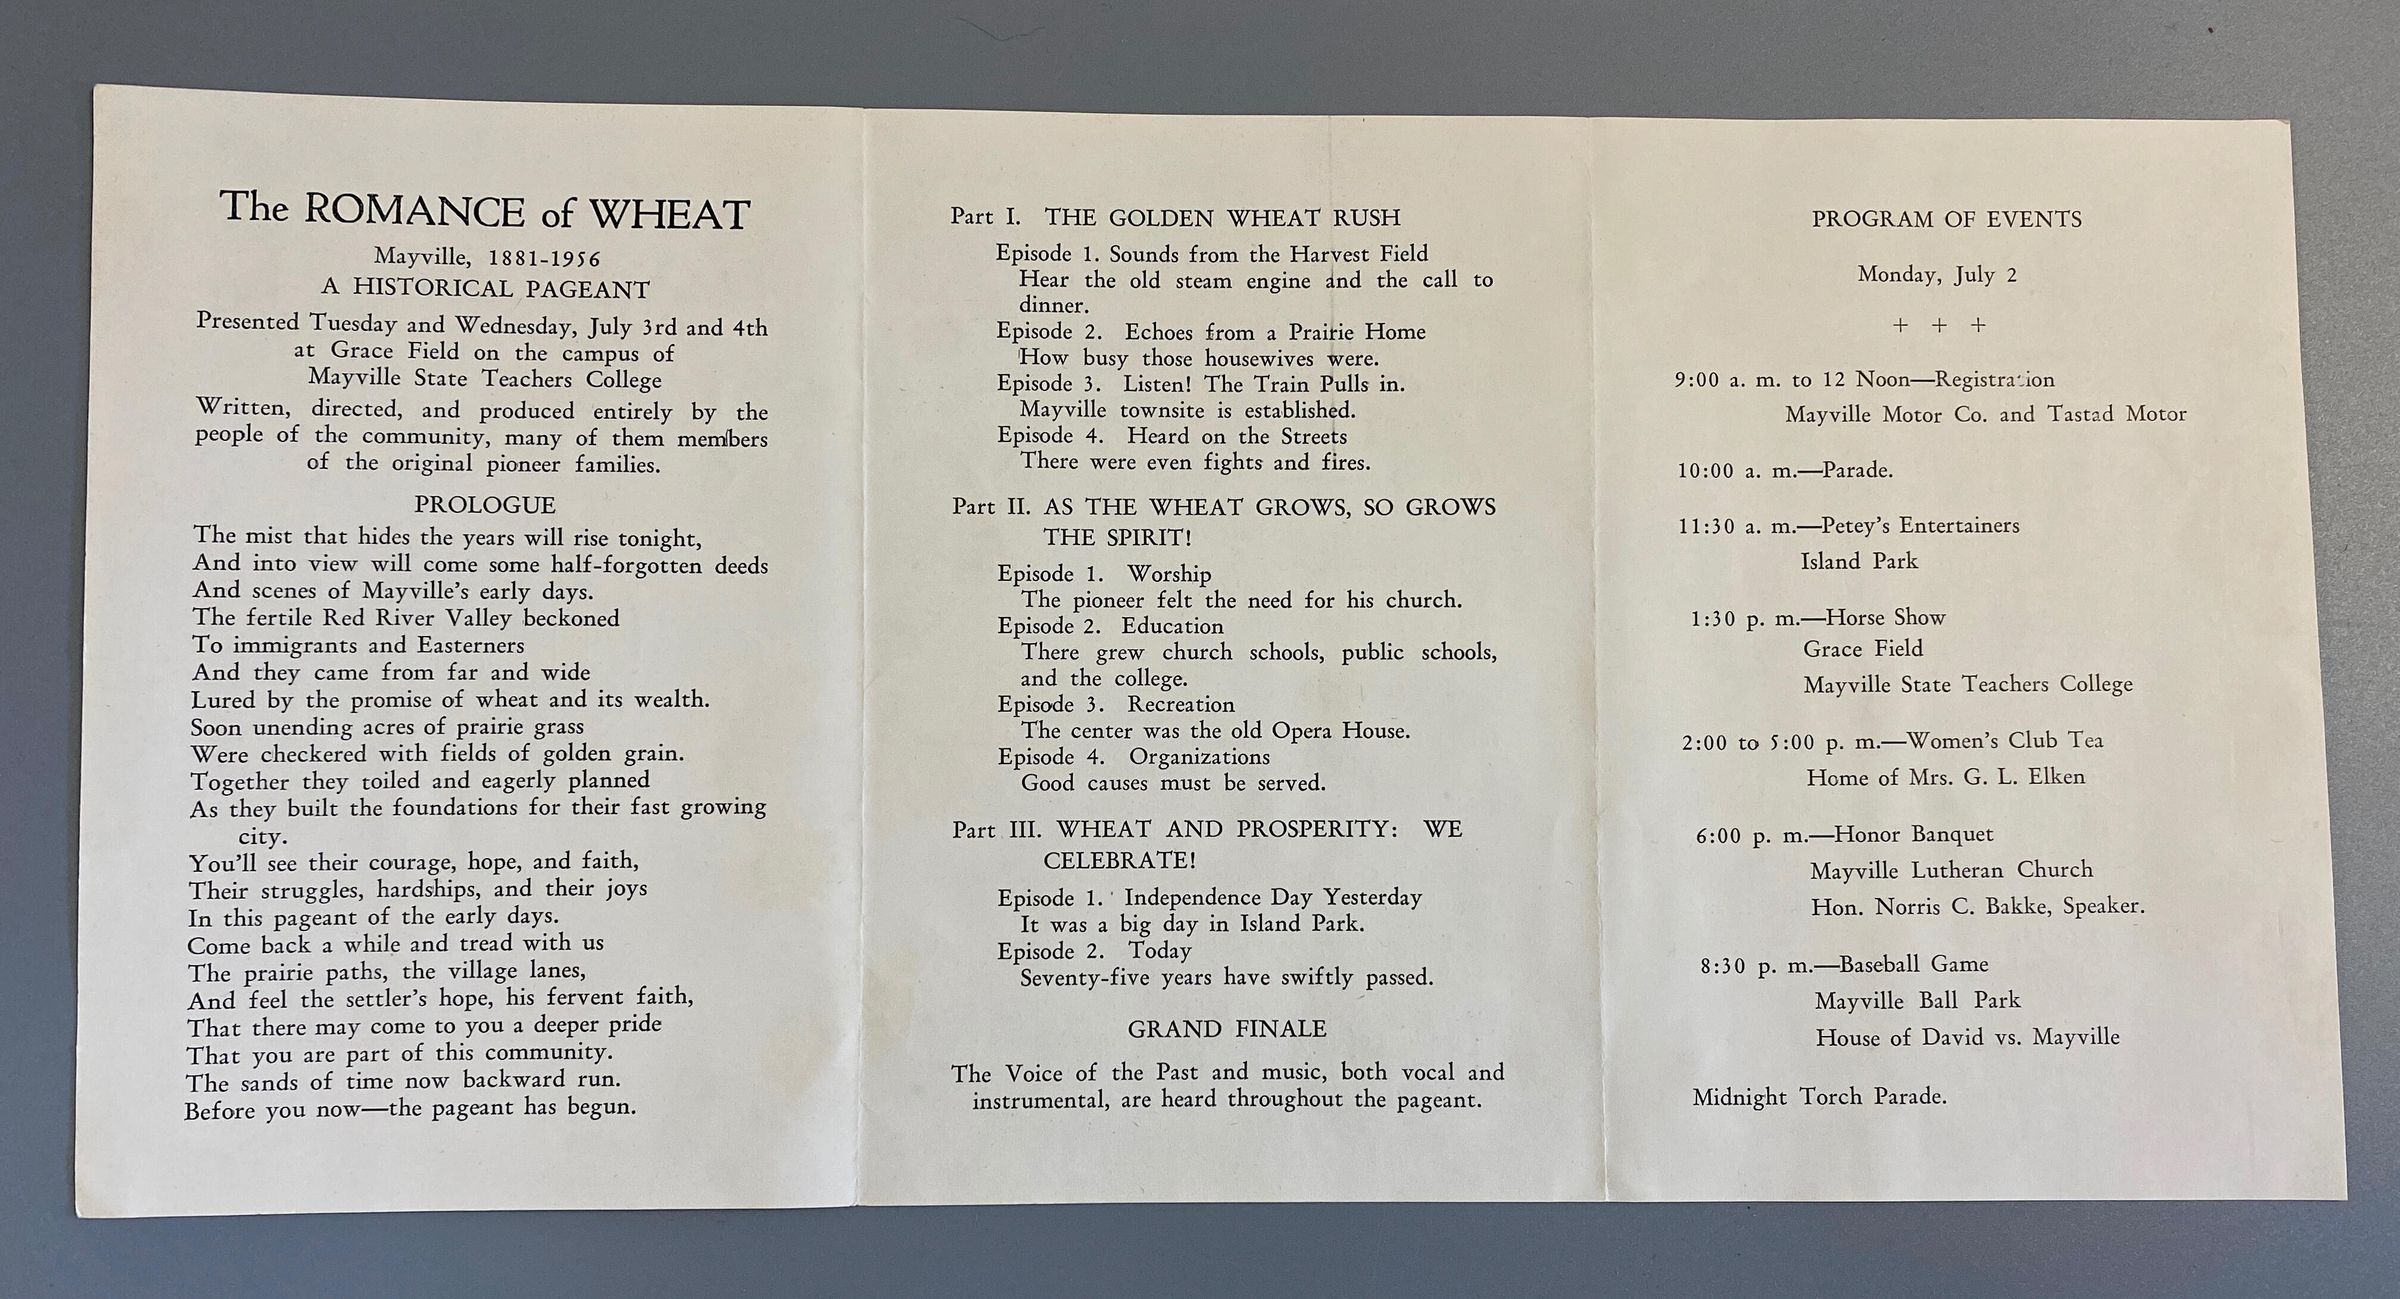 The ROMANCE of WHEAT
Mayville, 1881-1956
A HISTORICAL PAGEANT
Presented Tuesday and Wednesday, July 3rd and 4th
at Grace Field on the campus of
Mayville State Teachers College
Written, directed, and produced entirely by the
people of the community, many of them members
of the original pioneer families.
PROLOGUE
The mist that hides the years will rise tonight,
And into view will come some half-forgotten deeds
And scenes of Mayville's early days.
The fertile Red River Valley beckoned
To immigrants and Easterners
And they came from far and wide
Lured by the promise of wheat and its wealth.
Soon unending acres of prairie grass
Were checkered with fields of golden grain.
Together they toiled and eagerly planned
As they built the foundations for their fast growing
city.
You'll see their courage, hope, and faith,
Their struggles, hardships, and their joys
In this pageant of the early days.
Come back a while and tread with us
The prairie paths, the village lanes,
And feel the settler's hope, his fervent faith,
That there may come to you a deeper pride
That you are part of this community.
The sands of time now backward run.
Before you now—the pageant has begun.
Part I. THE GOLDEN WHEAT RUSH
Episode 1. Sounds from the Harvest Field
Hear the old steam engine and the call to
dinner.
Episode 2. Echoes from a Prairie Home
How busy those housewives were.
Episode 3. Listen! The Train Pulls in.
Mayville townsite is established.
Episode 4. Heard on the Streets
There were even fights and fires.
Part II. AS THE WHEAT GROWS, SO GROWS
THE SPIRIT!
Episode 1. Worship
The pioneer felt the need for his church.
Episode 2. Education
There grew church schools, public schools,
and the college.
Episode 3. Recreation
The center was the old Opera House.
Episode 4. Organizations
Good causes must be served.
Part III. WHEAT AND PROSPERITY: WE
CELEBRATE!
Episode 1. Independence Day Yesterday
It was a big day in Island Park.
Episode 2. Today
Seventy-five years have swiftly passed.
GRAND FINALE
The Voice of the Past and music, both vocal and
instrumental, are heard throughout the pageant.
PROGRAM OF EVENTS
Monday, July 2
+ + +
9:00 a. m. to 12 Noon—Registration
Mayville Motor Co. and Tastad Motor
10:00 a. m.—Parade.
11:30 a. m.—Petey's Entertainers
Island Park
1:30 p. m.—Horse Show
Grace Field
Mayville State Teachers College
2:00 to 5:00 p. m.—Women's Club Tea
Home of Mrs. G. L. Elken
6:00 p. m.—Honor Banquet
Mayville Lutheran Church
Hon. Norris C. Bakke, Speaker.
8:30 p. m.—Baseball Game
Mayville Ball Park
House of David vs. Mayville
Midnight Torch Parade.